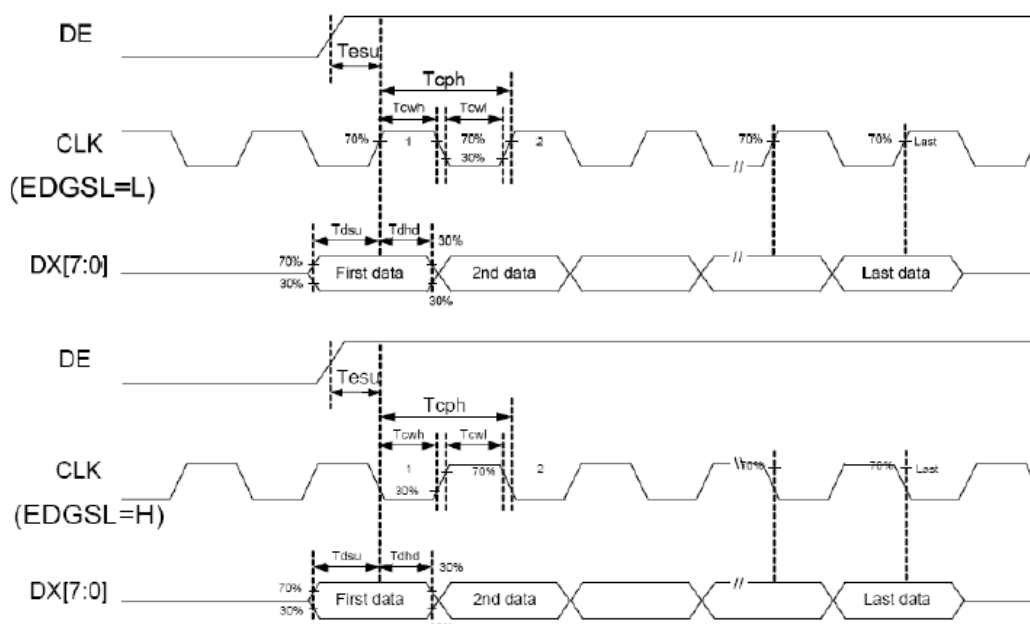 DE
Tesu
Tcph
Tcwh Tcwl
CLK
(EDGSL=L)
70% 1 70% 2 70% 70% Last
30%
//
Tdsu Tdhd 30%
DX[7:0]
70% First data 2nd data // Last data
30% 30%
DE
Tesu
Tcph
Tcwh Tcwl
CLK
(EDGSL=H)
1 70% 2 \\ 70% 70% Last
30%
Tdsu Tdhd 30%
DX[7:0]
70% First data 2nd data // Last data
30%